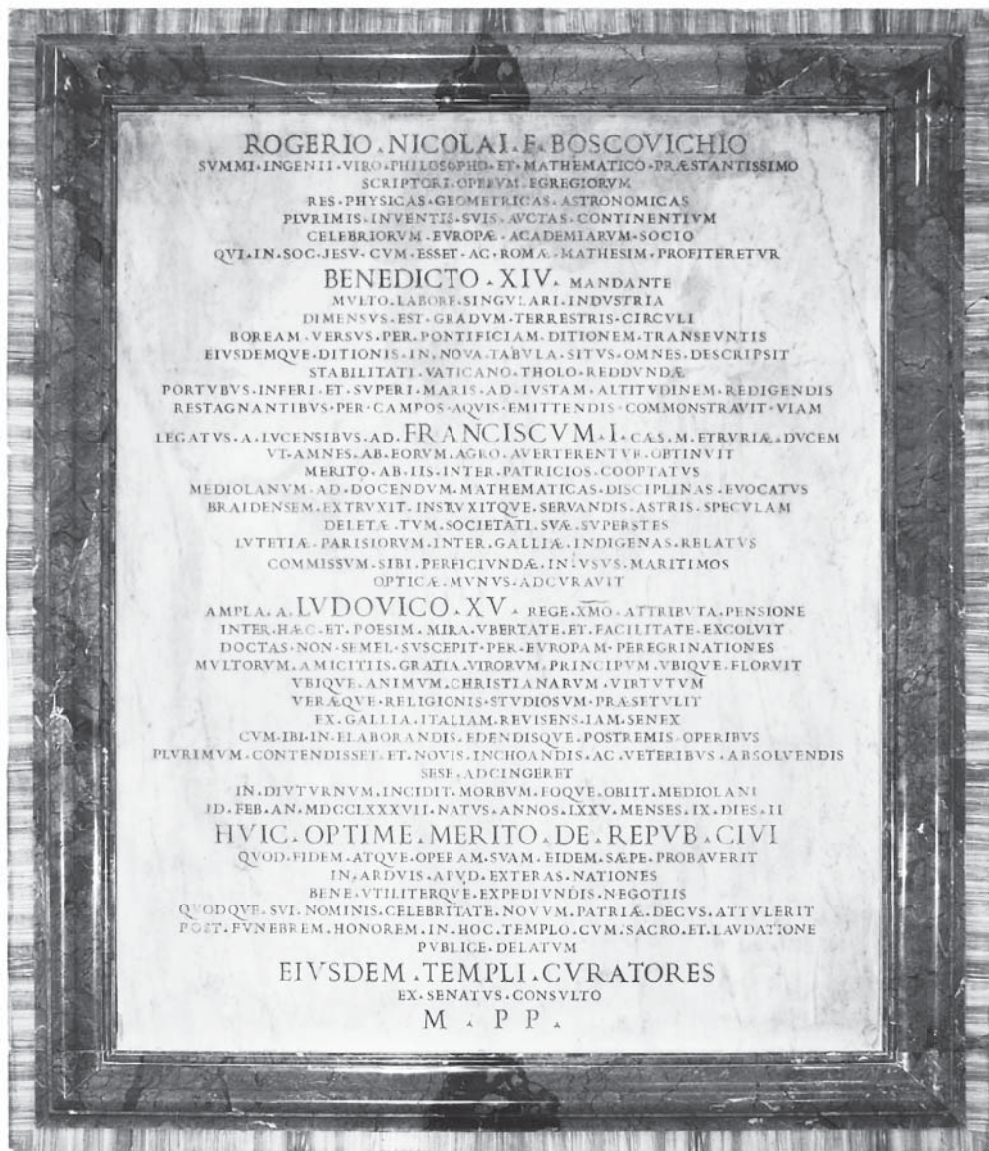 ROGERIO . NICOLAI . F . BOSCOVICHIO
SVMMI · INGENII · VIRO · PHILOSOPHO · ET · MATHEMATICO · PRÆSTANTISSIMO
SCRIPTORI · OPERVM · EGREGIORVM
RES · PHYSICAS · GEOMETRICAS · ASTRONOMICAS
PLVRIMIS · INVENTIS · SVIS · AVCTAS · CONTINENTIVM
CELEBRIORVM · EVROPÆ · ACADEMIARVM · SOCIO
QVI · IN · SOC · JESV · CVM · ESSET · AC · ROMÆ · MATHESIM · PROFITERETVR
BENEDICTO . XIV . MANDANTE
MVLTO · LABORE · SINGVLARI · INDVSTRIA
DIMENSVS · EST · GRADVM · TERRESTRIS · CIRCVLI
BOREAM · VERSVS · PER · PONTIFICIAM · DITIONEM · TRANSEVNTIS
EIVSDEMQVE · DITIONIS · IN · NOVA · TABVLA · SITVS · OMNES · DESCRIPSIT
STABILITATI · VATICANO · THOLO · REDDVNDÆ
PORTVBVS · INFERI · ET · SVPERI · MARIS · AD · IVSTAM · ALTITVDINEM · REDIGENDIS
RESTAGNANTIBVS · PER · CAMPOS · AQVIS · EMITTENDIS · COMMONSTRAVIT · VIAM
LEGATVS · A · LVCENSIBVS · AD · FRANCISCVM . I . CÆS · M · ETRVRIÆ · DVCEM
VT · AMNES · AB · EORVM · AGRO · AVERTERENTVR · OBTINVIT
MERITO · AB · IIS · INTER · PATRICIOS · COOPTATVS
MEDIOLANVM · AD · DOCENDVM · MATHEMATICAS · DISCIPLINAS · EVOCATVS
BRAIDENSEM · EXTRVXIT · INSTRVXITQVE · SERVANDIS · ASTRIS · SPECVLAM
DELETÆ · TVM · SOCIETATI · SVÆ · SVPERSTES
LVTETIÆ · PARISIORVM · INTER · GALLIÆ · INDIGENAS · RELATVS
COMMISSVM · SIBI · PERFICIVNDÆ · IN · VSVS · MARITIMOS
OPTICÆ · MVNVS · ADCVRAVIT
AMPLA · A · LVDOVICO . XV . REGE · XMO · ATTRIBVTA · PENSIONE
INTER · HÆC · ET · POESIM · MIRA · VBERTATE · ET · FACILITATE · EXCOLVIT
DOCTAS · NON · SEMEL · SVSCEPIT · PER · EVROPAM · PEREGRINATIONES
MVLTORVM · AMICITIIS · GRATIA · VIRORVM · PRINCIPVM · VBIQVE · FLORVIT
VBIQVE · ANIMVM · CHRISTIANARVM · VIRTVTVM
VERÆQVE · RELIGIONIS · STVDIOSVM · PRÆSETVLIT
EX · GALLIA · ITALIAM · REVISENS · IAM · SENEX
CVM · IBI · IN · ELABORANDIS · EDENDISQVE · POSTREMIS · OPERIBVS
PLVRIMVM · CONTENDISSET · ET · NOVIS · INCHOANDIS · AC · VETERIBVS · ABSOLVENDIS
SESE · ADCINGERET
IN · DIVTVRNVM · INCIDIT · MORBVM · EOQVE · OBIIT · MEDIOLANI
ID · FEB · AN · MDCCLXXXVII · NATVS · ANNOS · LXXV · MENSES · IX · DIES · II
HVIC . OPTIME . MERITO . DE . REPVB . CIVI
QVOD · FIDEM · ATQVE · OPERAM · SVAM · EIDEM · SÆPE · PROBAVERIT
IN · ARDVIS · APVD · EXTERAS · NATIONES
BENE · VTILITERQVE · EXPEDIVNDIS · NEGOTIIS
QVODQVE · SVI · NOMINIS · CELEBRITATE · NOVVM · PATRIÆ · DECVS · ATTVLERIT
POST · FVNEBREM · HONOREM · IN · HOC · TEMPLO · CVM · SACRO · ET · LAVDATIONE
PVBLICE · DELATVM
EIVSDEM . TEMPLI . CVRATORES
EX · SENATVS · CONSVLTO
M . P P .